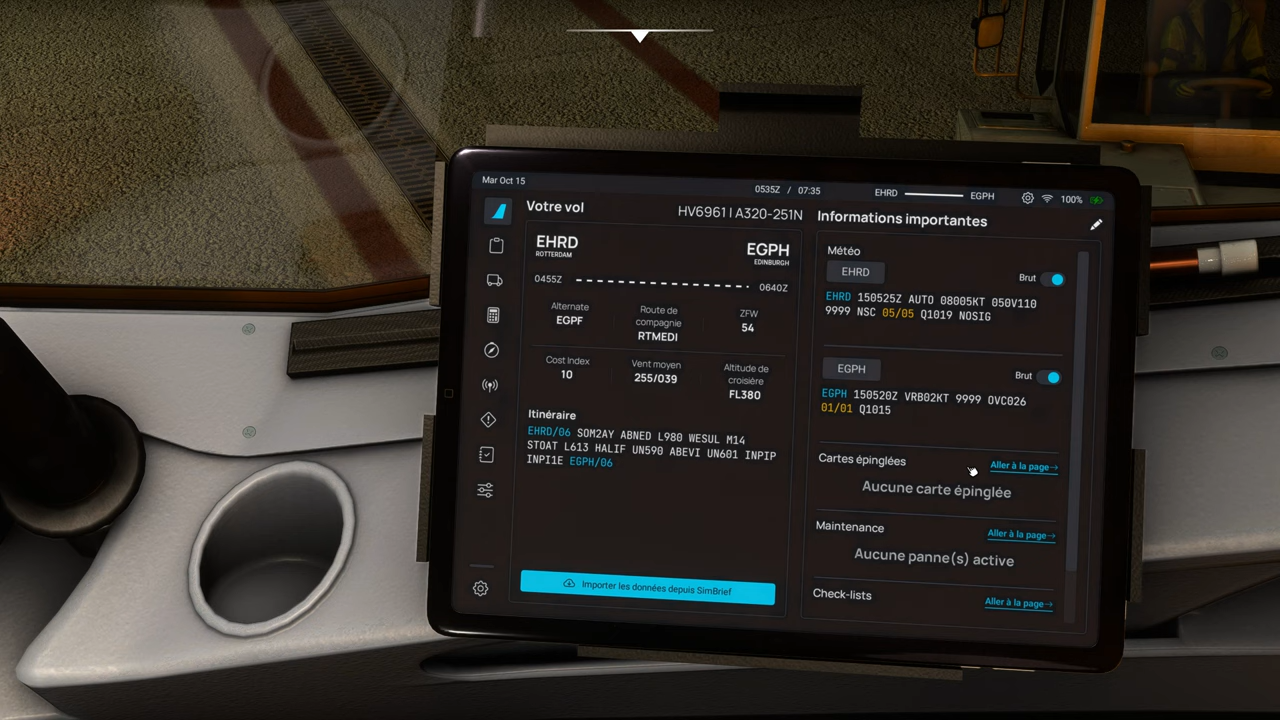 Mar Oct 15
0535Z / 07:35
EHRD EGPH
100%
Votre vol
HV6961 | A320-251N
EHRD
ROTTERDAM
EGPH
EDINBURGH
0455Z
0640Z
Alternate
EGPF
Route de
compagnie
RTMEDI
ZFW
54
Cost Index
10
Vent moyen
255/039
Altitude de
croisière
FL380
Itinéraire
EHRD/06 SOM2AY ABNED L980 WESUL M14
STOAT L613 HALIF UN590 ABEVI UN601 INPIP
INPI1E EGPH/06
Importer les données depuis SimBrief
Informations importantes
Météo
EHRD
Brut
EHRD 150525Z AUTO 08005KT 050V110
9999 NSC 05/05 Q1019 NOSIG
EGPH
Brut
EGPH 150520Z VRB02KT 9999 OVC026
01/01 Q1015
Cartes épinglées
Aller à la page
Aucune carte épinglée
Maintenance
Aller à la page
Aucune panne(s) active
Check-lists
Aller à la page